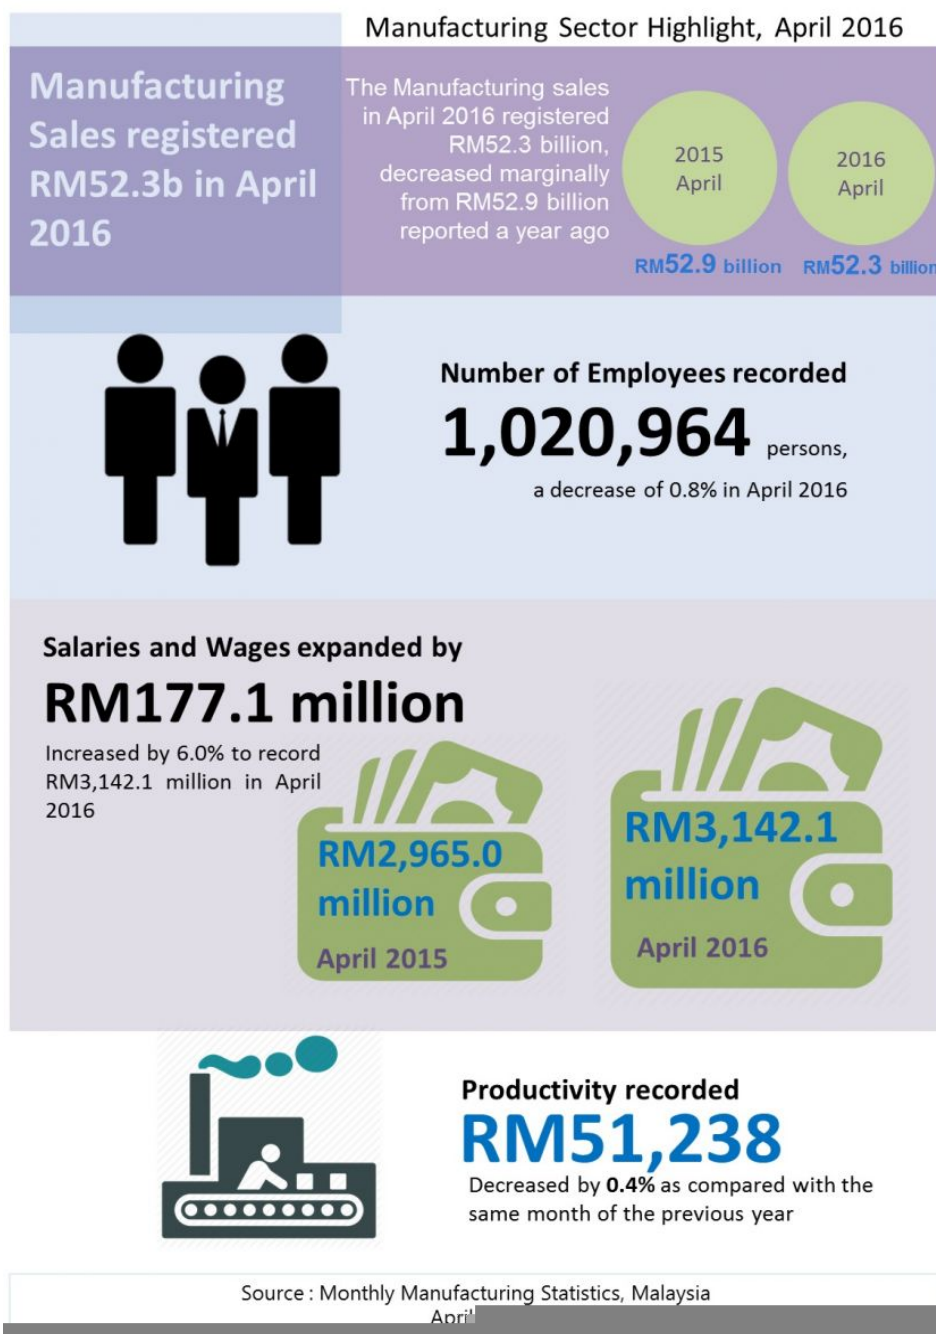 Manufacturing Sector Highlight, April 2016
Manufacturing
Sales registered
RM52.3b in April
2016
The Manufacturing sales
in April 2016 registered
RM52.3 billion,
decreased marginally
from RM52.9 billion
reported a year ago
2015
April
RM52.9 billion
2016
April
RM52.3 billion
Number of Employees recorded
1,020,964 persons,
a decrease of 0.8% in April 2016
Salaries and Wages expanded by
RM177.1 million
Increased by 6.0% to record
RM3,142.1 million in April
2016
RM2,965.0
million
April 2015
RM3,142.1
million
April 2016
Productivity recorded
RM51,238
Decreased by 0.4% as compared with the
same month of the previous year
Source : Monthly Manufacturing Statistics, Malaysia
April